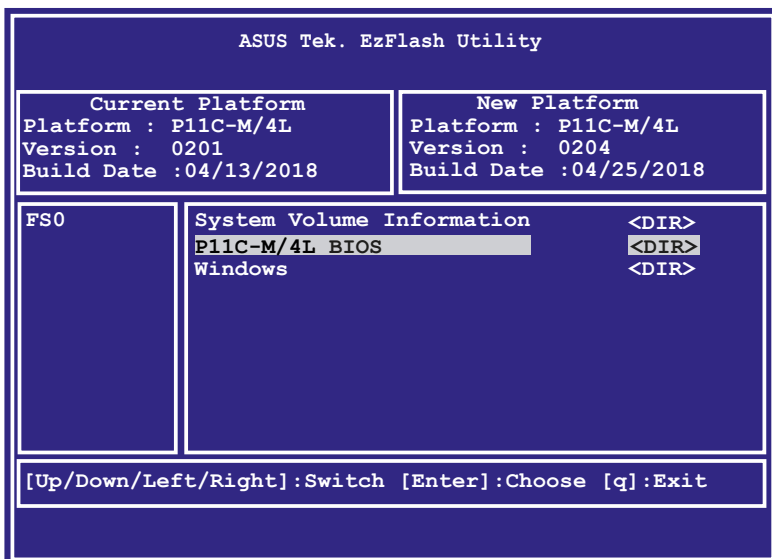 ASUS Tek. EzFlash Utility
Current Platform
Platform : P11C-M/4L
Version : 0201
Build Date :04/13/2018
New Platform
Platform : P11C-M/4L
Version : 0204
Build Date :04/25/2018
FS0
System Volume Information <DIR>
P11C-M/4L BIOS <DIR>
Windows <DIR>
[Up/Down/Left/Right]:Switch [Enter]:Choose [q]:Exit